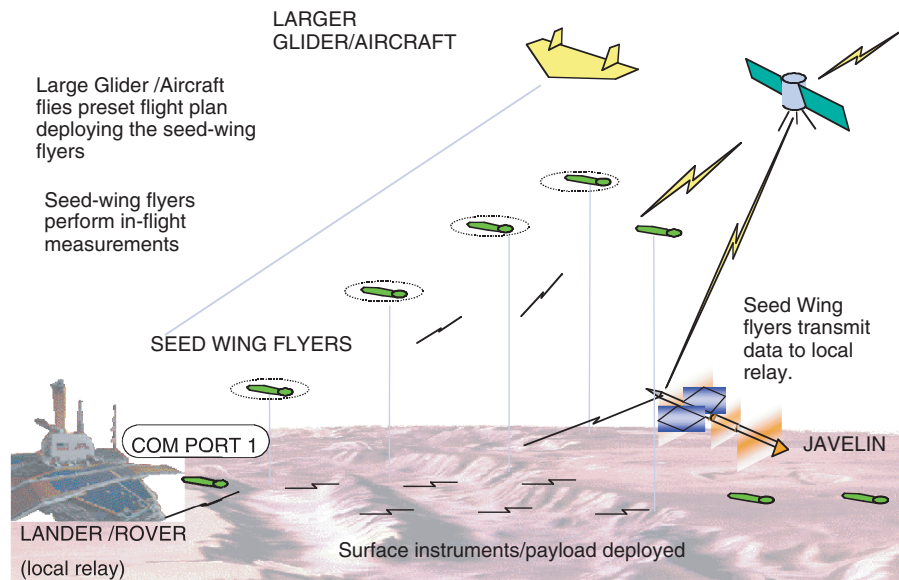 LARGER
GLIDER/AIRCRAFT
Large Glider /Aircraft
flies preset flight plan
deploying the seed-wing
flyers
Seed-wing flyers
perform in-flight
measurements
SEED WING FLYERS
Seed Wing
flyers transmit
data to local
relay.
COM PORT 1
JAVELIN
LANDER /ROVER
(local relay)
Surface instruments/payload deployed